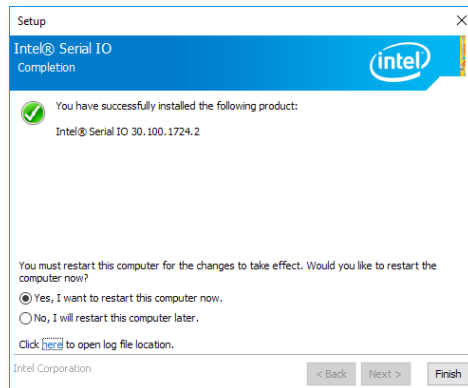 Setup
Intel® Serial IO
Completion
intel
You have successfully installed the following product:
Intel® Serial IO 30.100.1724.2
You must restart this computer for the changes to take effect. Would you like to restart the
computer now?
Yes, I want to restart this computer now.
No, I will restart this computer later.
Click here to open log file location.
Intel Corporation
< Back Next > Finish